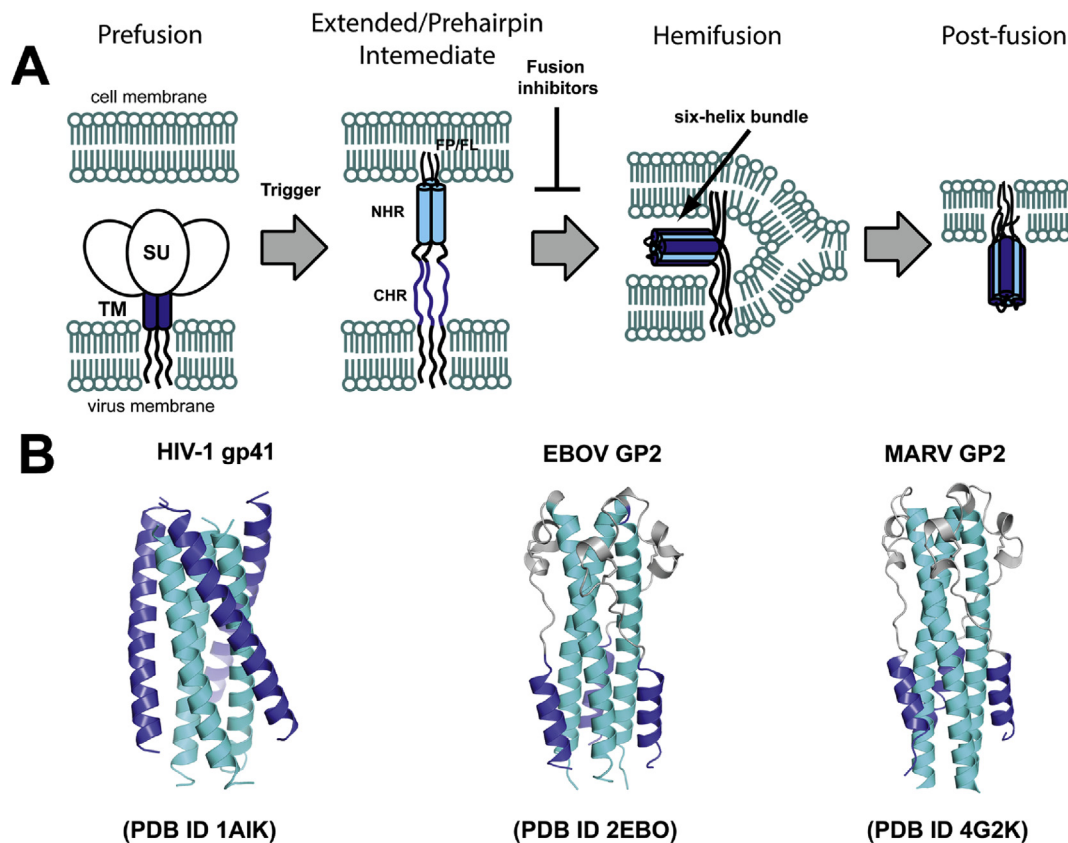 A
Prefusion
Extended/Prehairpin
Intemediate
Hemifusion
Post-fusion
cell membrane
FP/FL
Fusion
inhibitors
six-helix bundle
Trigger
NHR
SU
CHR
TM
virus membrane
B
HIV-1 gp41
EBOV GP2
MARV GP2
(PDB ID 1AIK)
(PDB ID 2EBO)
(PDB ID 4G2K)